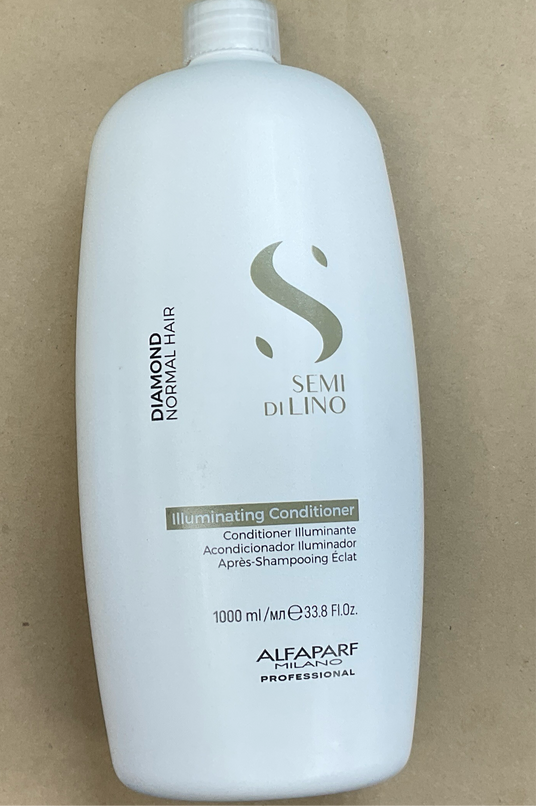 DIAMOND
NORMAL HAIR
SEMI
DI LINO
Illuminating Conditioner
Conditioner Illuminante
Acondicionador Iluminador
Après-Shampooing Éclat
1000 ml/мл ℮ 33.8 Fl.Oz.
ALFAPARF
MILANO
PROFESSIONAL